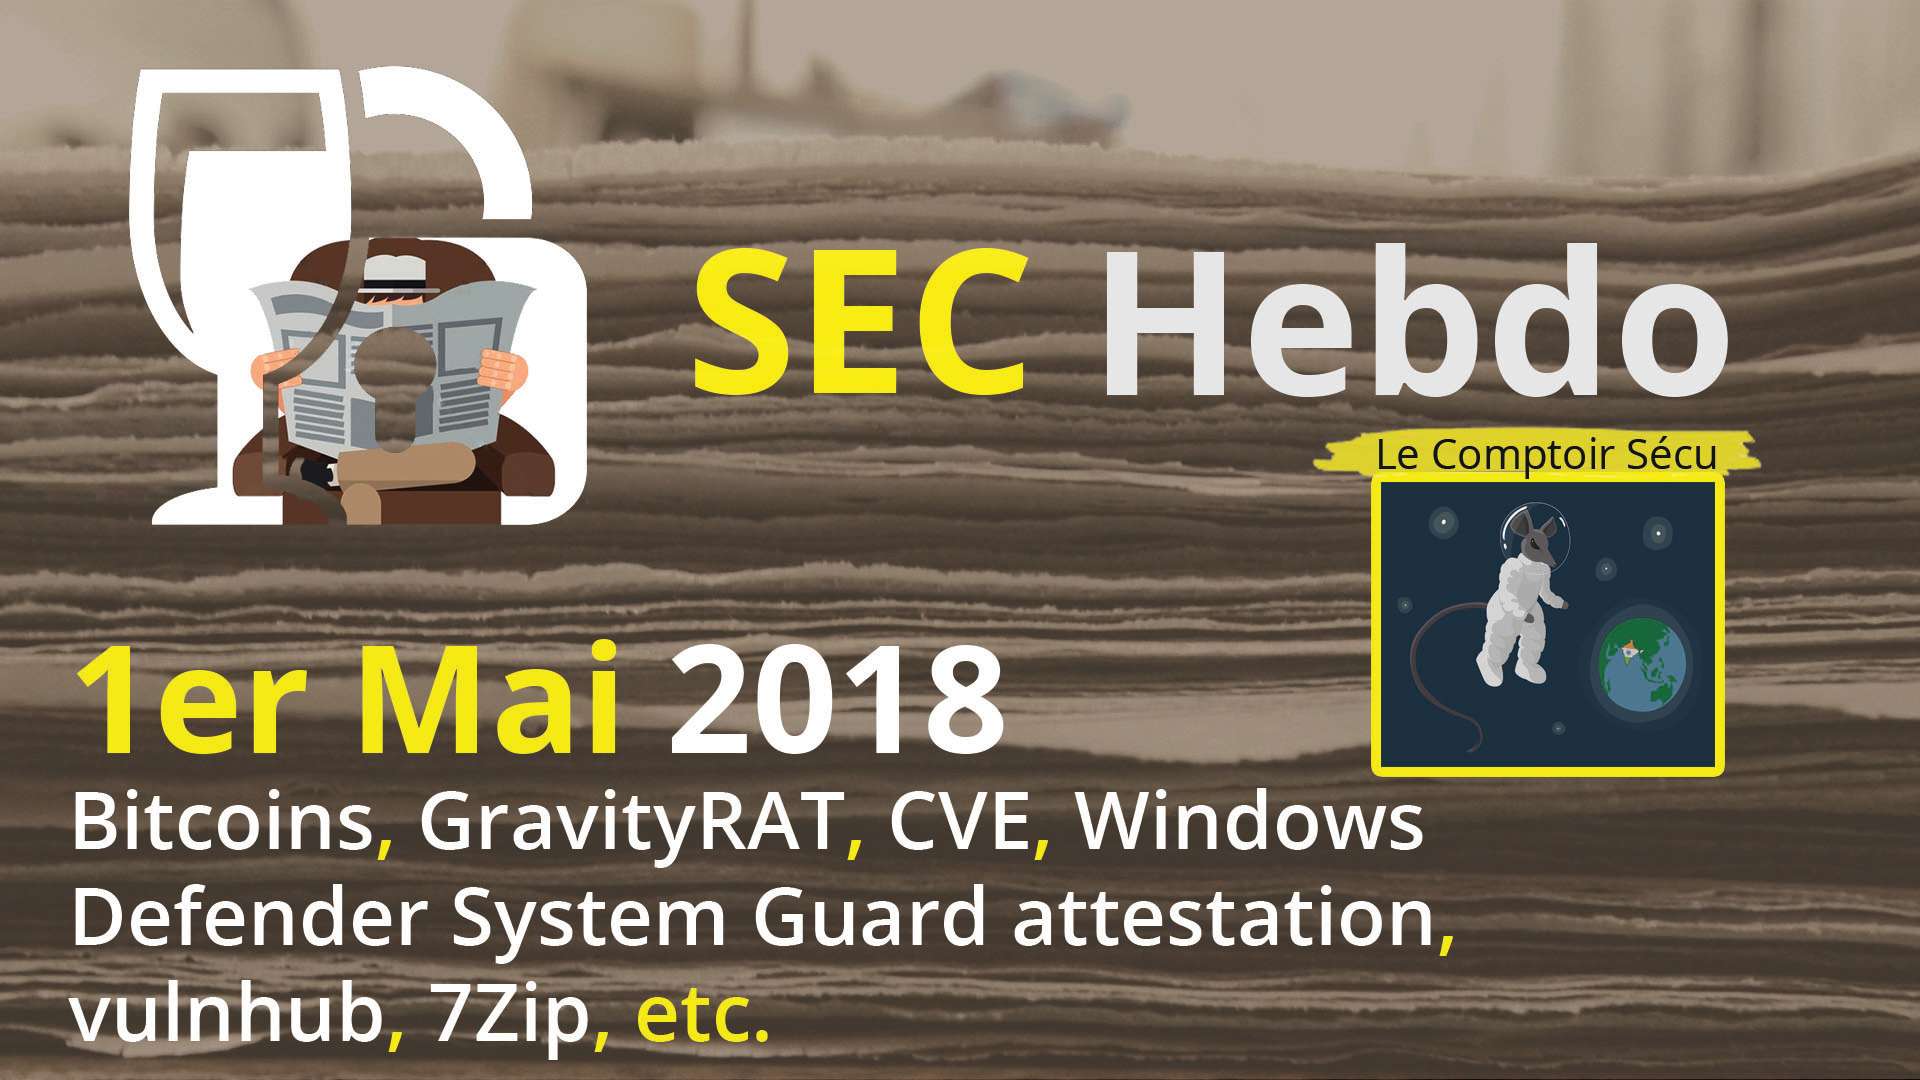 SEC Hebdo
Le Comptoir Sécu
1er Mai 2018
Bitcoins, GravityRAT, CVE, Windows
Defender System Guard attestation,
vulnhub, 7Zip, etc.